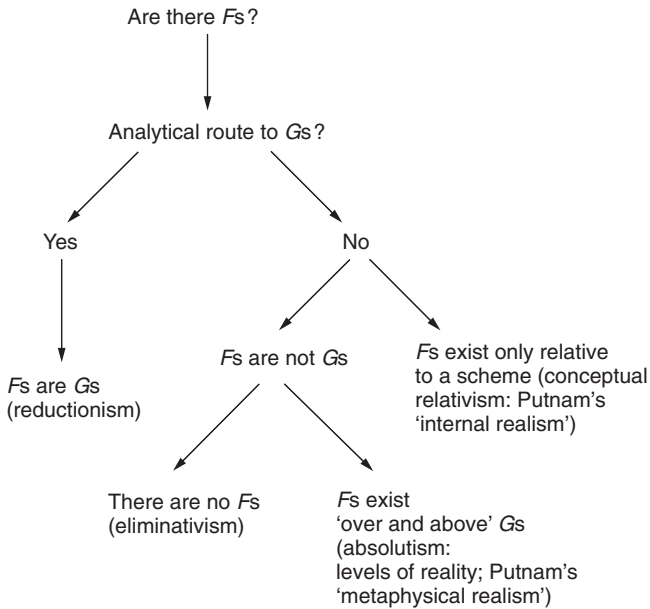 Are there Fs?
Analytical route to Gs?
Yes
No
Fs are Gs
(reductionism)
Fs are not Gs
Fs exist only relative
to a scheme (conceptual
relativism: Putnam's
'internal realism')
There are no Fs
(eliminativism)
Fs exist
'over and above' Gs
(absolutism:
levels of reality; Putnam's
'metaphysical realism')